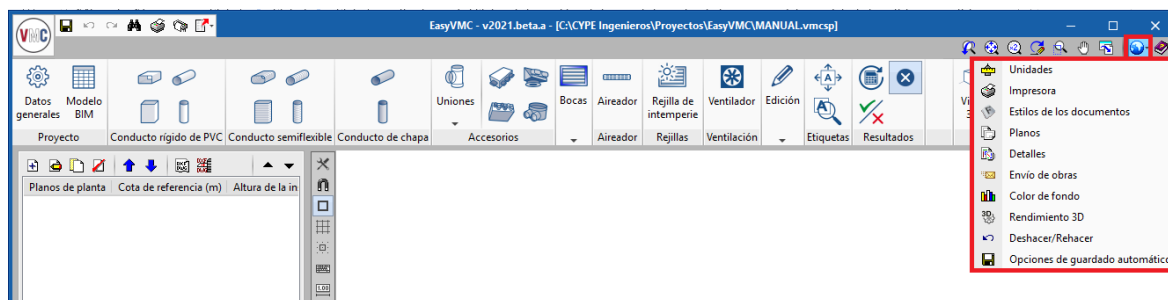 EasyVMC - v2021.beta.a - [C:\CYPE Ingenieros\Proyectos\EasyVMC\MANUAL.vmcsp]
VMC
Datos generales
Modelo BIM
Uniones
Bocas
Aireador
Rejilla de intemperie
Ventilador
Edición
Proyecto
Conducto rígido de PVC
Conducto semiflexible
Conducto de chapa
Accesorios
Aireador
Rejillas
Ventilación
Etiquetas
Resultados
Planos de planta
Cota de referencia (m)
Altura de la in
Unidades
Impresora
Estilos de los documentos
Planos
Detalles
Envío de obras
Color de fondo
Rendimiento 3D
Deshacer/Rehacer
Opciones de guardado automático